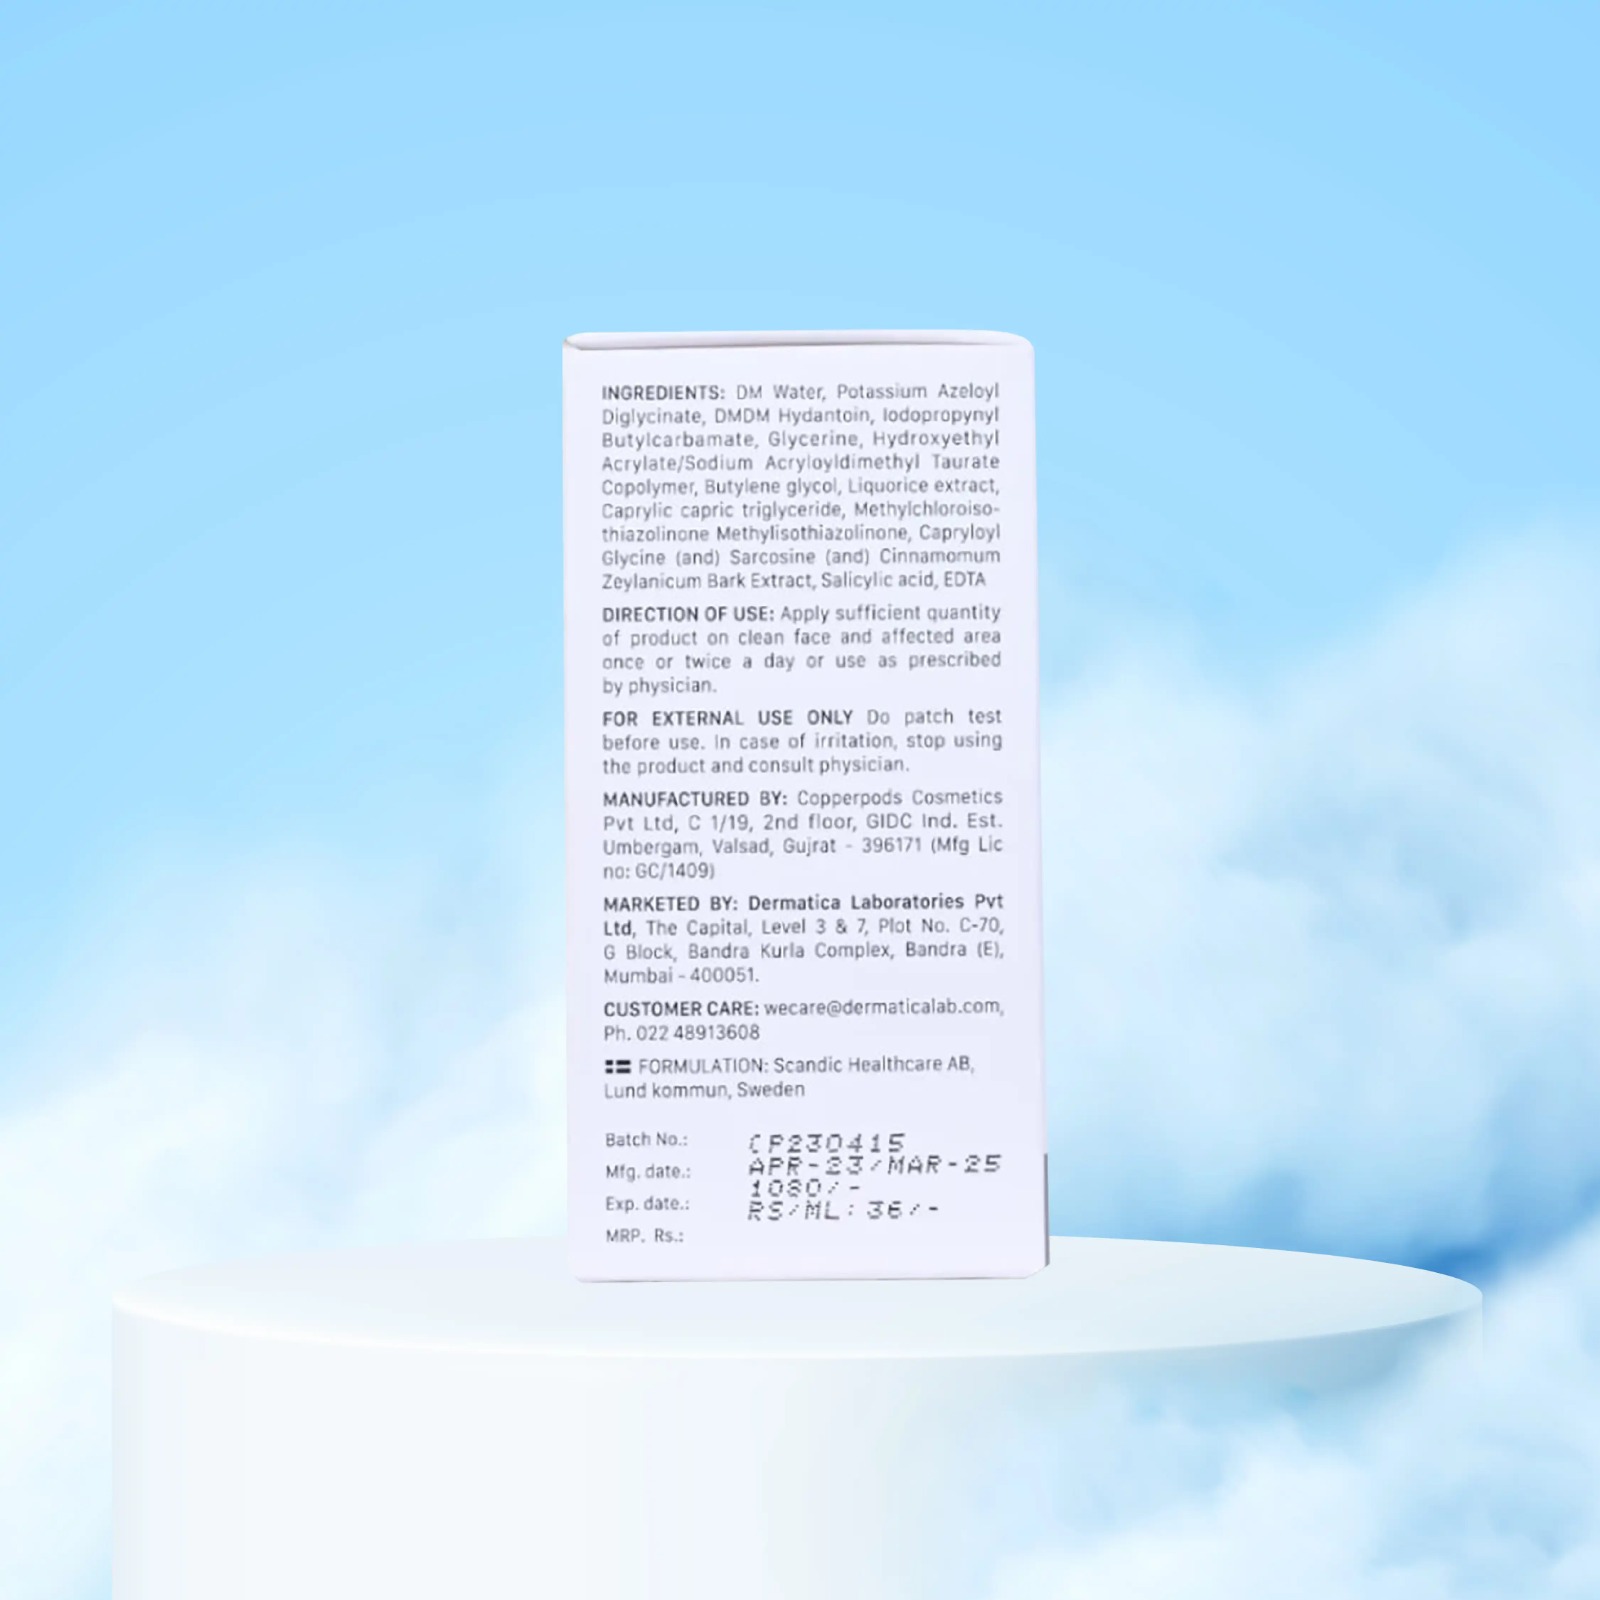 INGREDIENTS: DM Water, Potassium Azeloyl
Diglycinate, DMDM Hydantoin, Iodopropynyl
Butylcarbamate, Glycerine, Hydroxyethyl
Acrylate/Sodium Acryloyldimethyl Taurate
Copolymer, Butylene glycol, Liquorice extract,
Caprylic capric triglyceride, Methylchloroiso-
thiazolinone Methylisothiazolinone, Capryloyl
Glycine (and) Sarcosine (and) Cinnamomum
Zeylanicum Bark Extract, Salicylic acid, EDTA
DIRECTION OF USE: Apply sufficient quantity
of product on clean face and affected area
once or twice a day or use as prescribed
by physician.
FOR EXTERNAL USE ONLY Do patch test
before use. In case of irritation, stop using
the product and consult physician.
MANUFACTURED BY: Copperpods Cosmetics
Pvt Ltd, C 1/19, 2nd floor, GIDC Ind. Est.
Umbergam, Valsad, Gujrat - 396171 (Mfg Lic
no: GC/1409)
MARKETED BY: Dermatica Laboratories Pvt
Ltd, The Capital, Level 3 & 7, Plot No. C-70,
G Block, Bandra Kurla Complex, Bandra (E),
Mumbai - 400051.
CUSTOMER CARE: wecare@dermaticalab.com,
Ph. 022 48913608
FORMULATION: Scandic Healthcare AB,
Lund kommun, Sweden
Batch No.: CP230415
Mfg. date.: APR-23/MAR-25
Exp. date.: 1080/-
RS/ML: 36/-
MRP. Rs.: